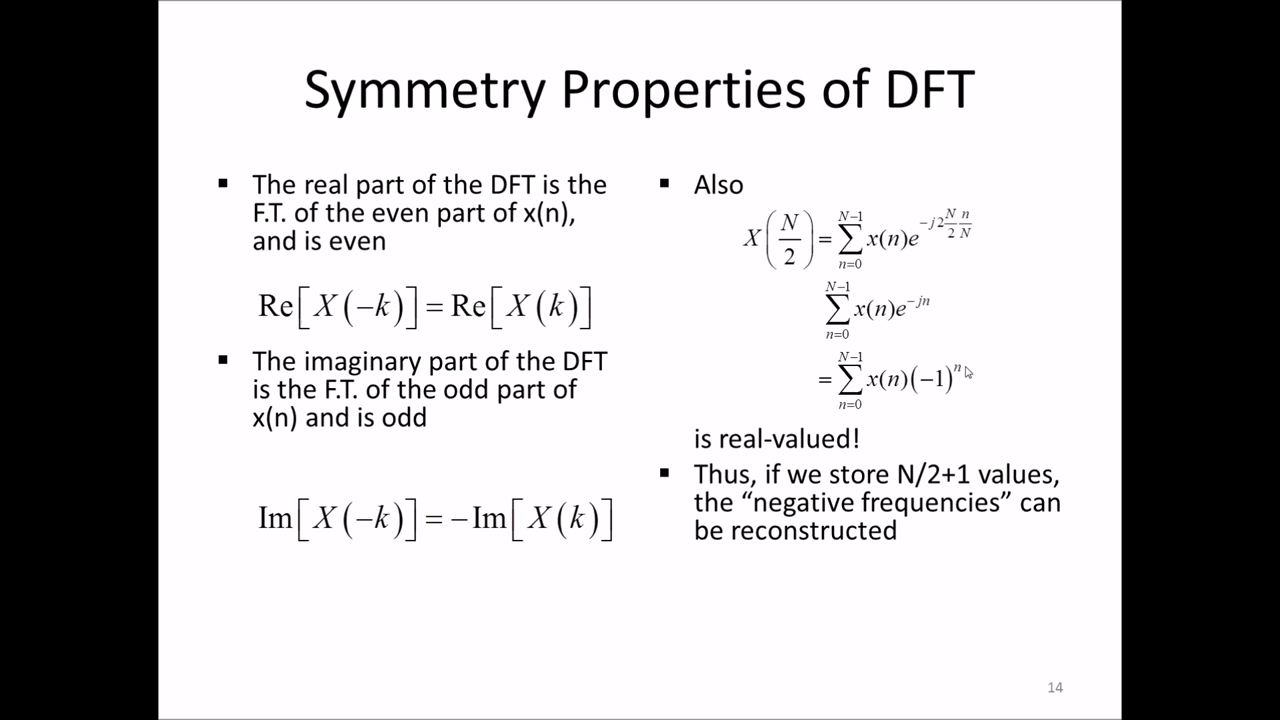 Symmetry Properties of DFT
▪ The real part of the DFT is the
F.T. of the even part of x(n),
and is even
Re[X(−k)] = Re[X(k)]
▪ The imaginary part of the DFT
is the F.T. of the odd part of
x(n) and is odd
Im[X(−k)] = −Im[X(k)]
▪ Also
X(N/2) = ∑_{n=0}^{N−1} x(n)e^{−j2 (N/2)(n/N)}
∑_{n=0}^{N−1} x(n)e^{−jn}
= ∑_{n=0}^{N−1} x(n)(−1)^n
is real-valued!
▪ Thus, if we store N/2+1 values,
the “negative frequencies” can
be reconstructed
14